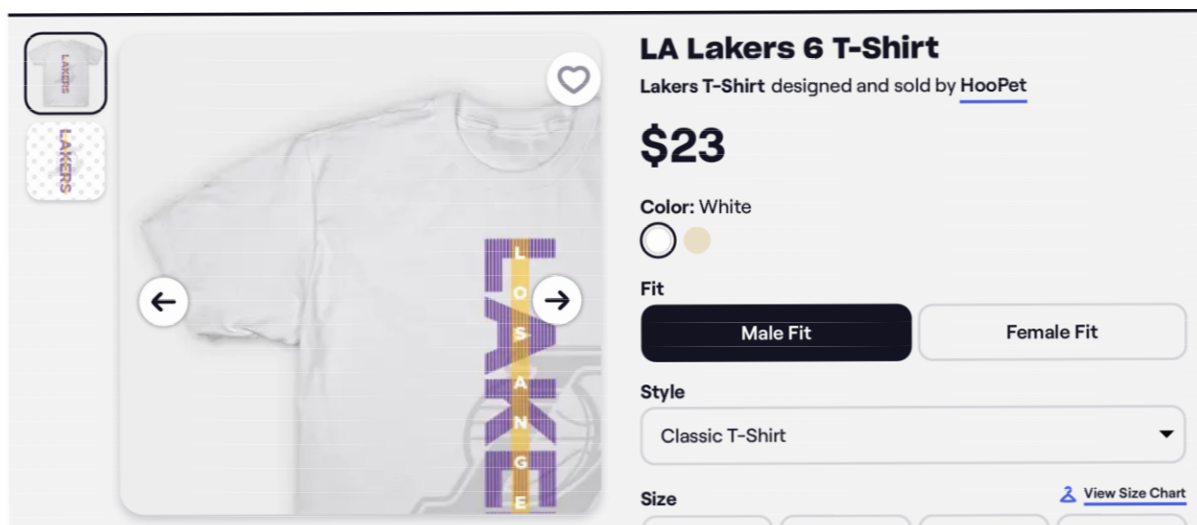 LA Lakers 6 T-Shirt
Lakers T-Shirt designed and sold by HooPet
$23
Color: White
Fit
Male Fit
Female Fit
Style
Classic T-Shirt
Size
View Size Chart
LAKERS
LAKERS
LAKE
LOS ANGE